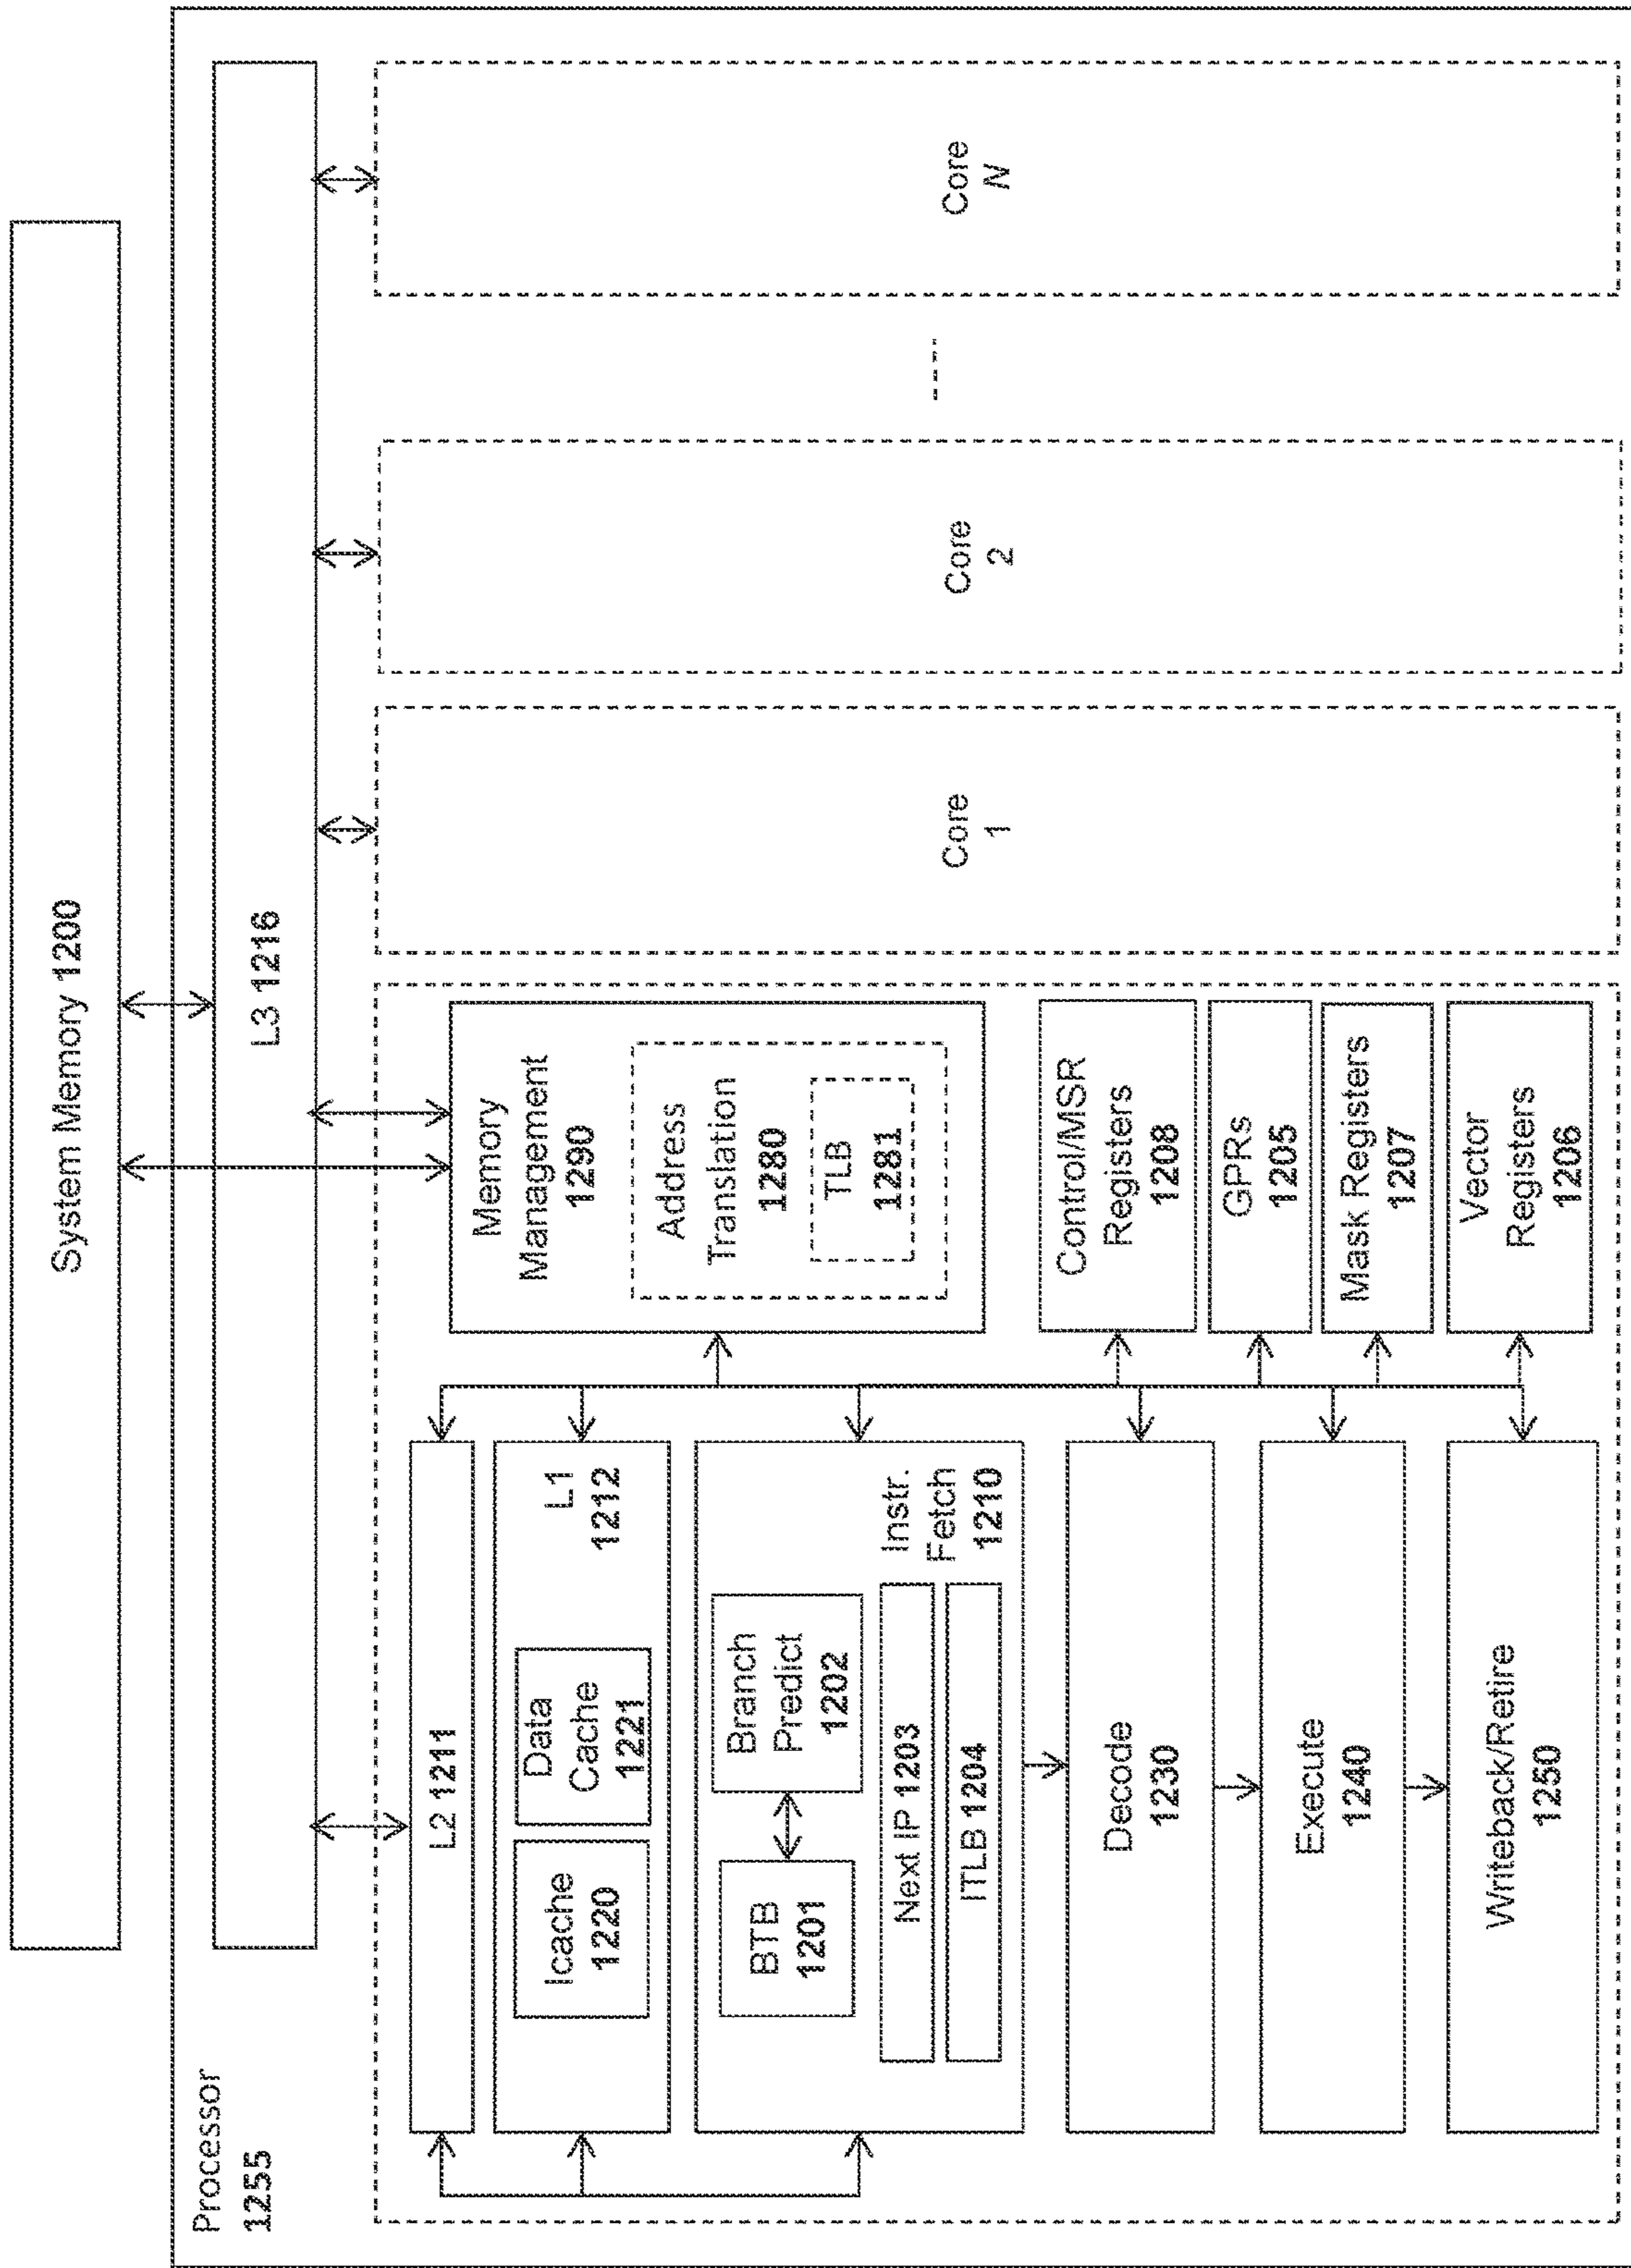 System Memory 1200
Processor
1255
L3 1216
L2 1211
Icache
1220
Data
Cache
1221
L1
1212
BTB
1201
Branch
Predict
1202
Next IP 1203
ITLB 1204
Instr.
Fetch
1210
Decode
1230
Execute
1240
Writeback/Retire
1250
Memory
Management
1290
Address
Translation
1280
TLB
1281
Control/MSR
Registers
1208
GPRs
1205
Mask Registers
1207
Vector
Registers
1206
Core
1
Core
2
Core
N